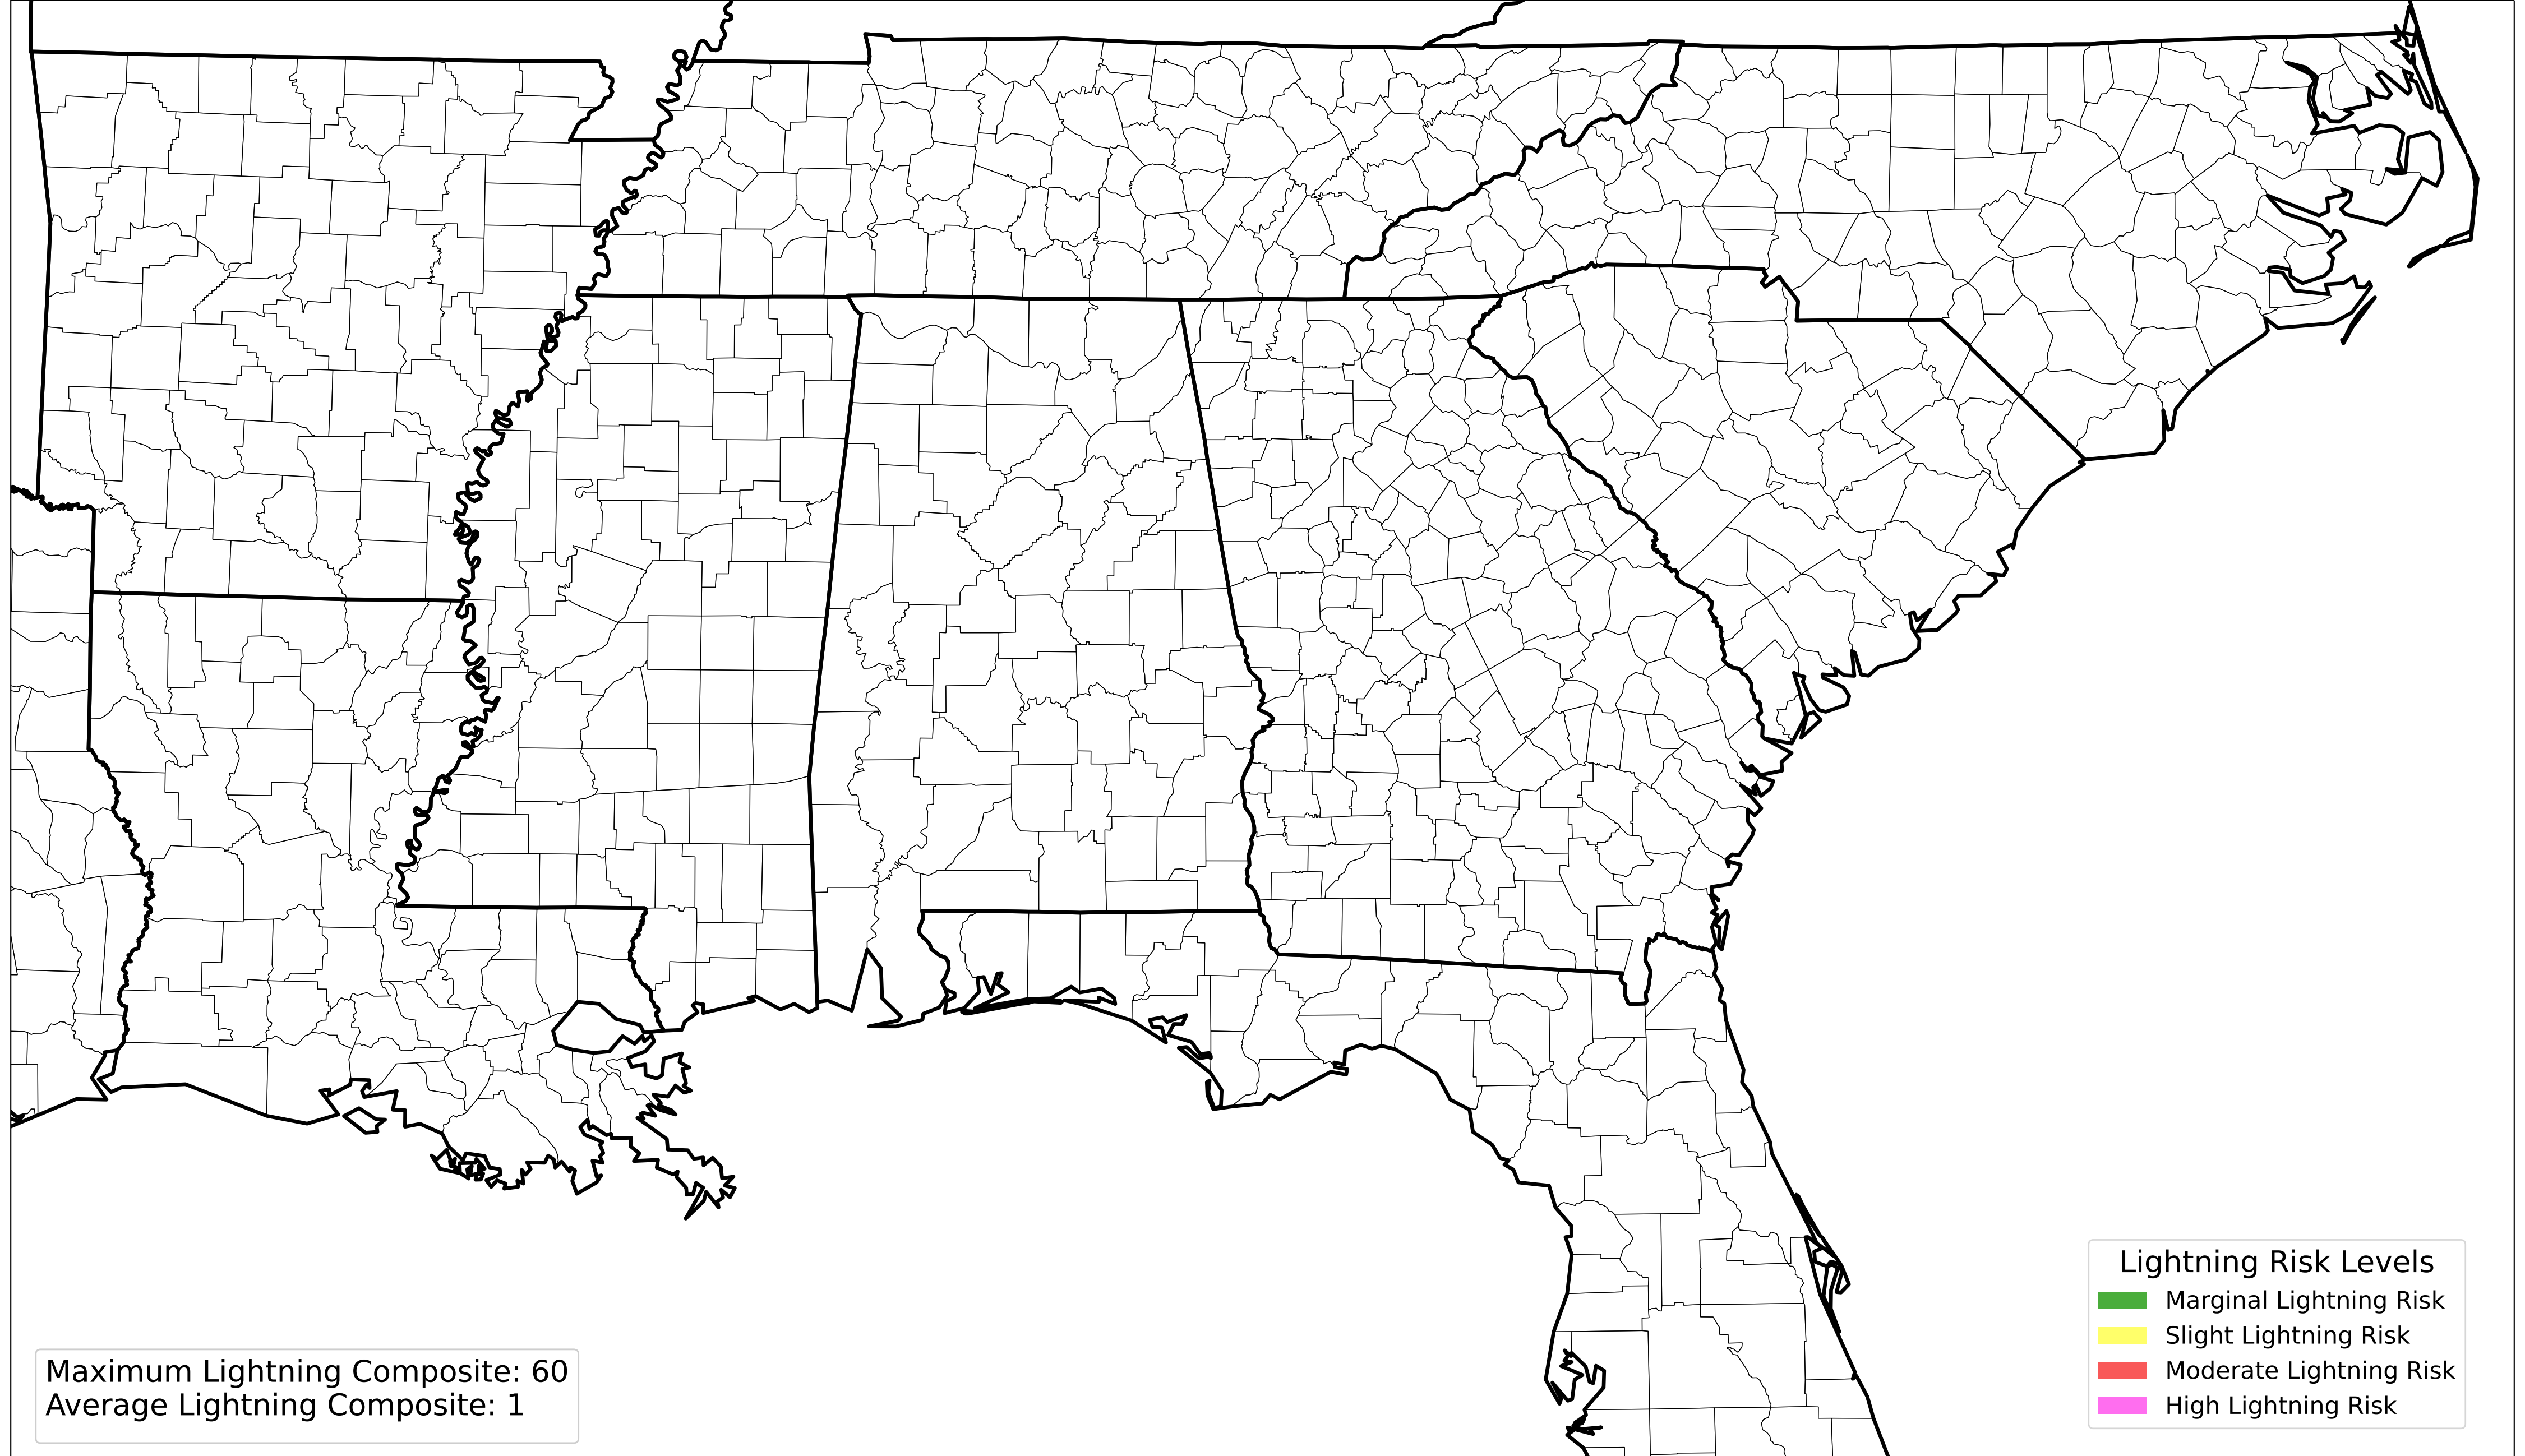 Maximum Lightning Composite: 60
Average Lightning Composite: 1
Lightning Risk Levels
Marginal Lightning Risk
Slight Lightning Risk
Moderate Lightning Risk
High Lightning Risk